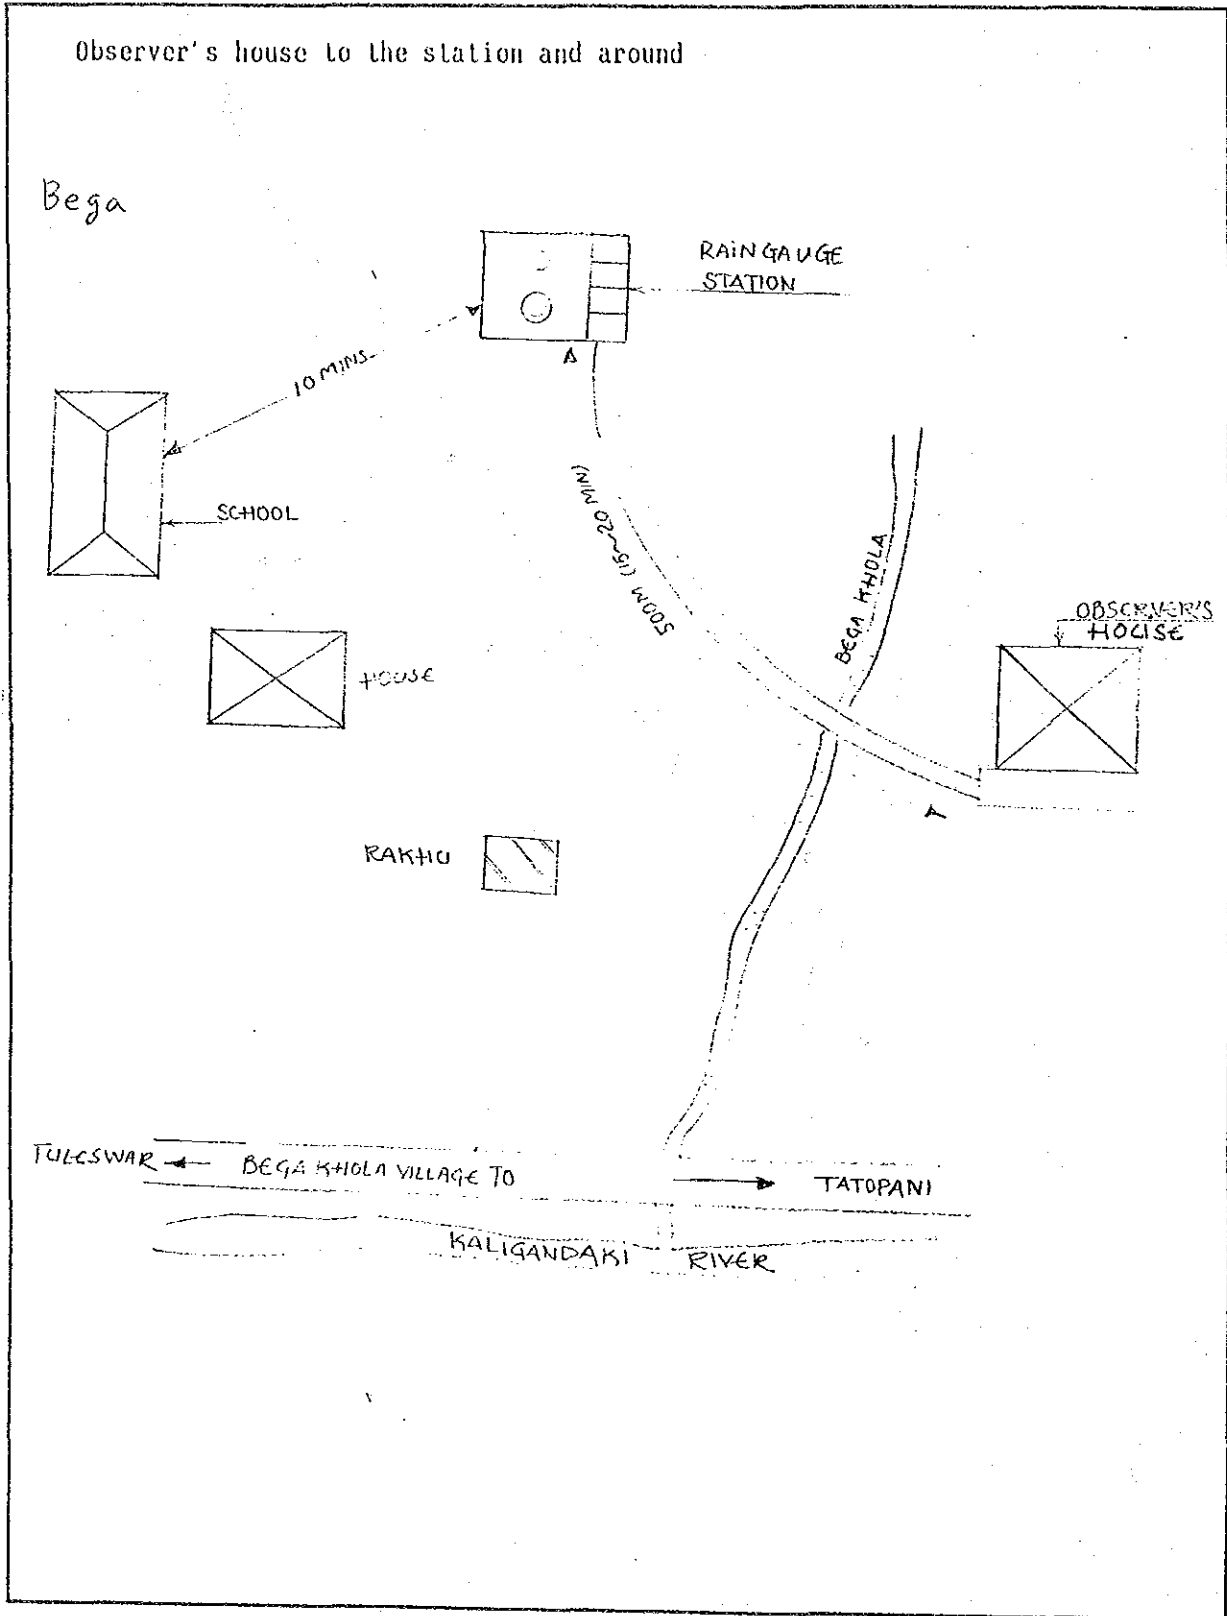 Observer's house to the station and around
Bega
RAINGAUGE
STATION
10 MINS
SCHOOL
500M (15~20 MIN)
BEGA KHOLA
OBSERVER'S
HOUSE
HOUSE
RAKHU
TULESWAR
BEGA KHOLA VILLAGE TO
TATOPANI
KALIGANDAKI RIVER